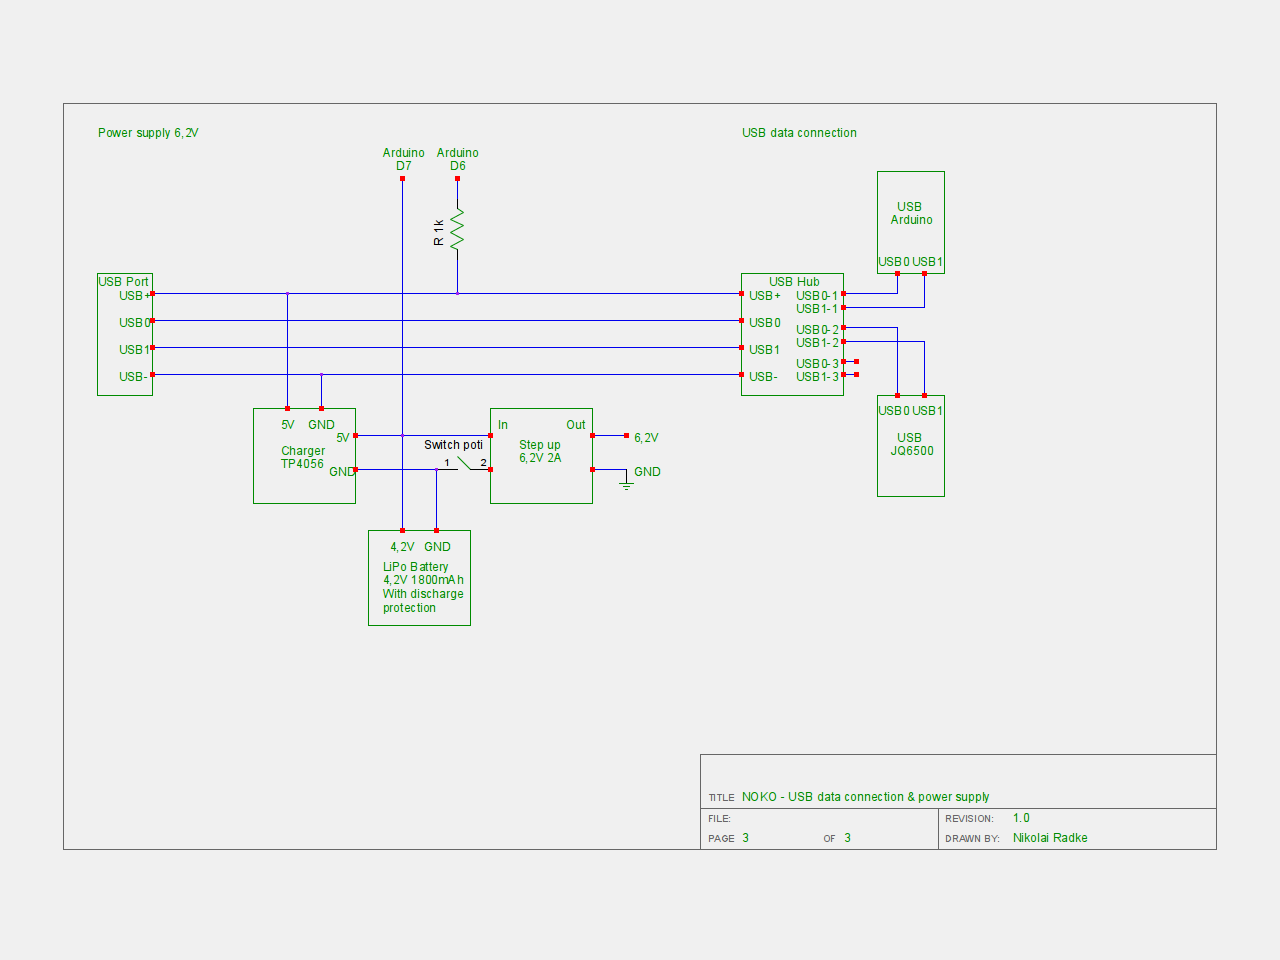 Power supply 6,2V
USB data connection
Arduino
D7
Arduino
D6
R 1k
USB Port
USB+
USB0
USB1
USB-
USB Hub
USB+
USB0
USB1
USB-
USB0-1
USB1-1
USB0-2
USB1-2
USB0-3
USB1-3
USB
Arduino
USB0 USB1
USB0 USB1
USB
JQ6500
5V GND
5V
Charger
TP4056
GND
Switch poti
1 2
In Out
Step up
6,2V 2A
6,2V
GND
4,2V GND
LiPo Battery
4,2V 1800mAh
With discharge
protection
TITLE NOKO - USB data connection & power supply
FILE:
REVISION: 1.0
PAGE 3 OF 3
DRAWN BY: Nikolai Radke